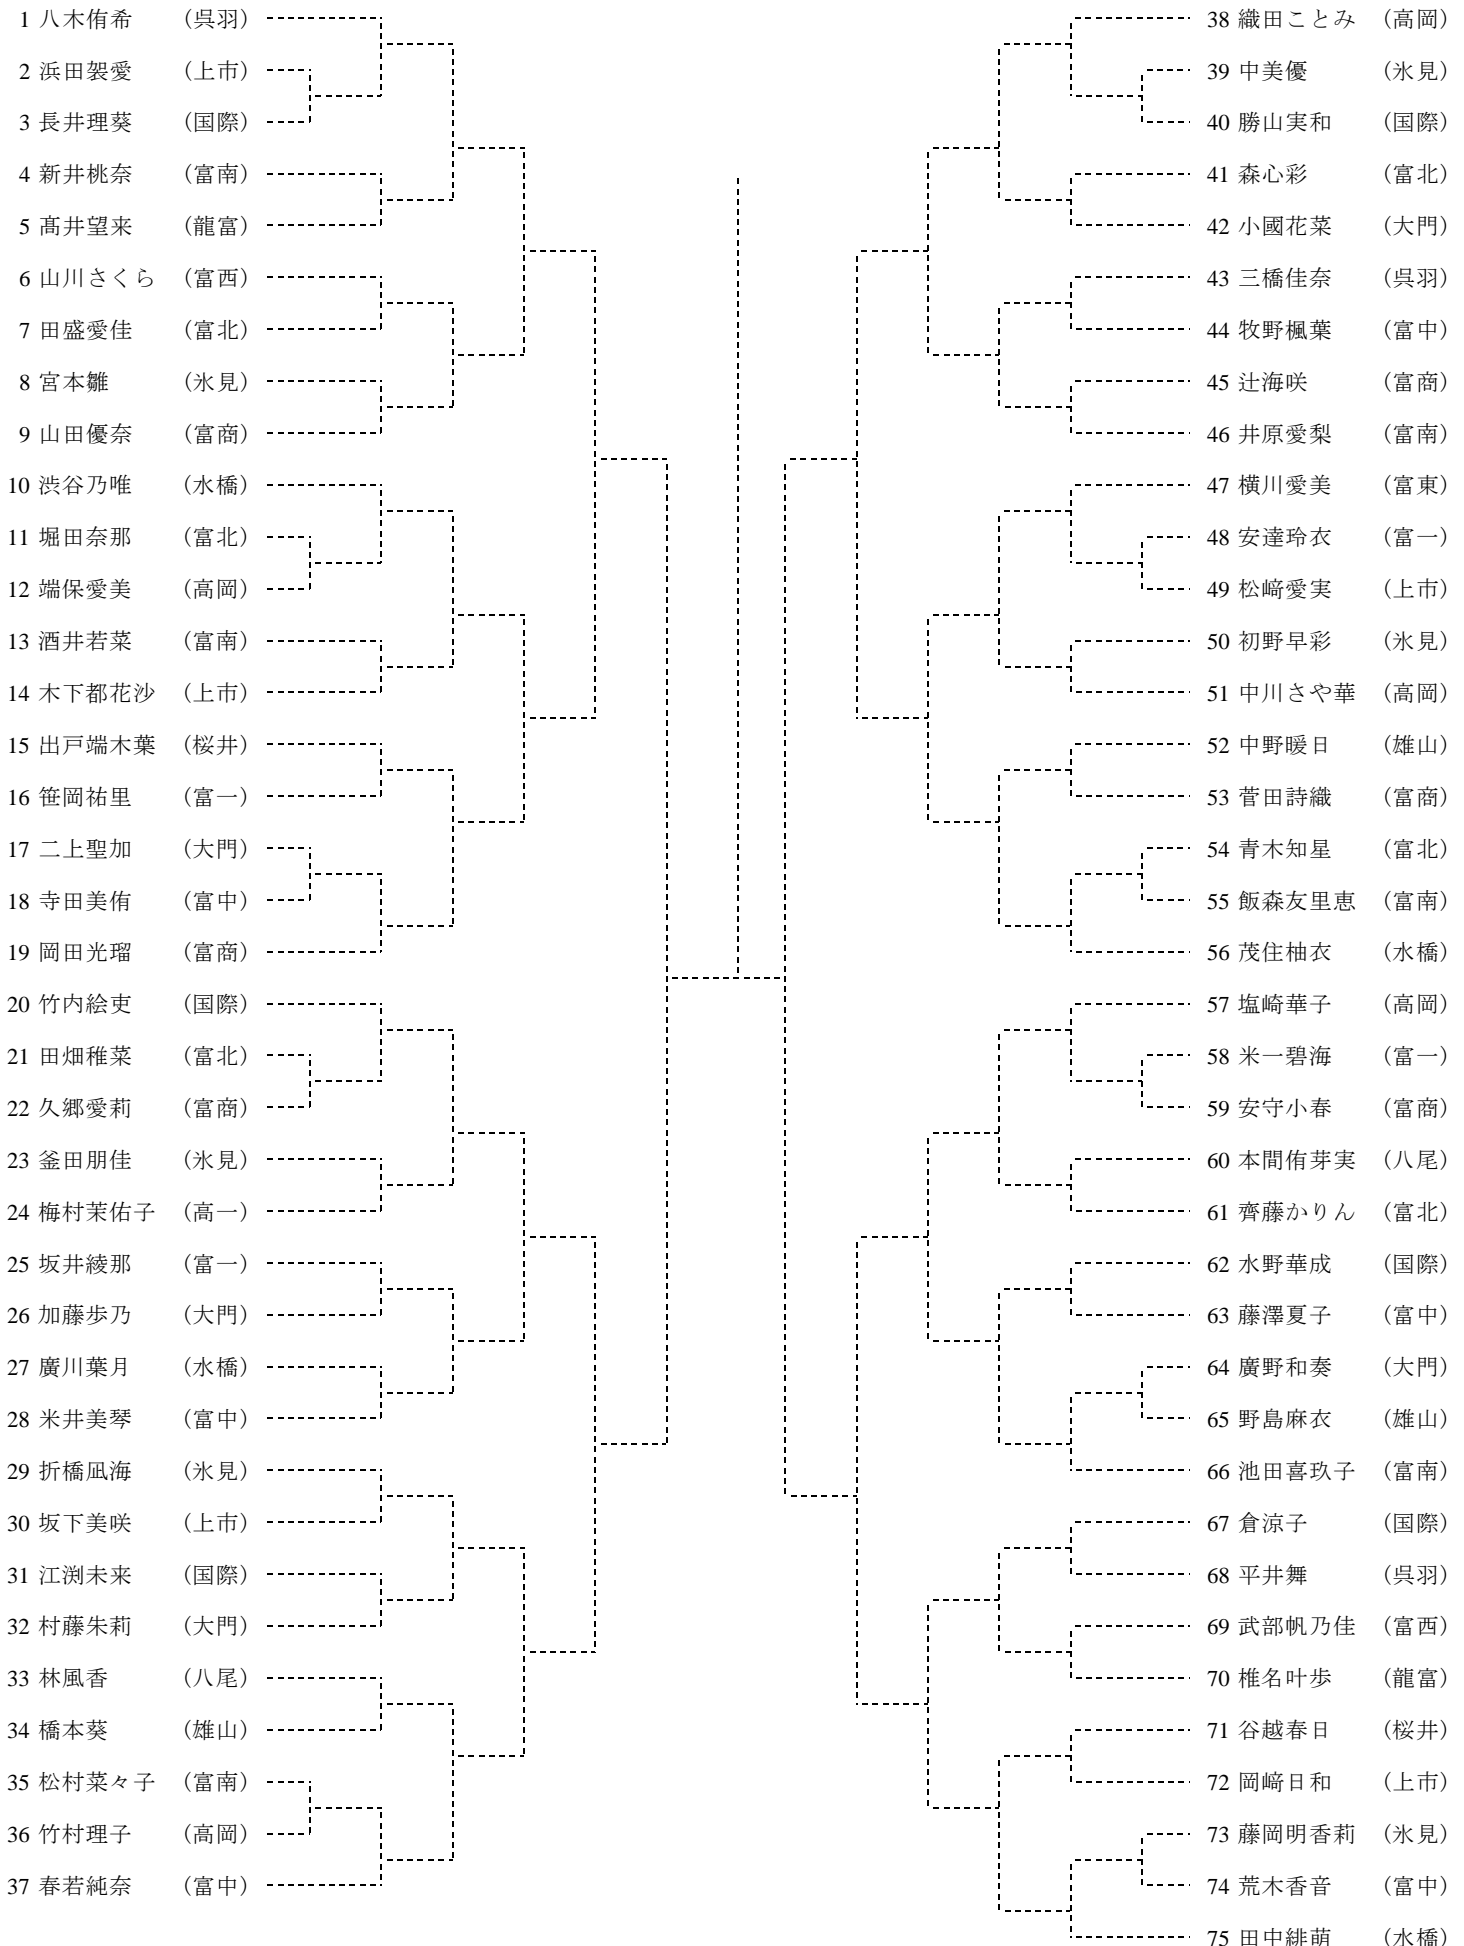 1 八木侑希 （呉羽）
2 浜田袈愛 （上市）
3 長井理葵 （国際）
4 新井桃奈 （富南）
5 髙井望来 （龍富）
6 山川さくら （富西）
7 田盛愛佳 （富北）
8 宮本雛 （氷見）
9 山田優奈 （富商）
10 渋谷乃唯 （水橋）
11 堀田奈那 （富北）
12 端保愛美 （高岡）
13 酒井若菜 （富南）
14 木下都花沙 （上市）
15 出戸端木葉 （桜井）
16 笹岡祐里 （富一）
17 二上聖加 （大門）
18 寺田美侑 （富中）
19 岡田光瑠 （富商）
20 竹内絵吏 （国際）
21 田畑稚菜 （富北）
22 久郷愛莉 （富商）
23 釜田朋佳 （氷見）
24 梅村茉佑子 （高一）
25 坂井綾那 （富一）
26 加藤歩乃 （大門）
27 廣川葉月 （水橋）
28 米井美琴 （富中）
29 折橋凪海 （氷見）
30 坂下美咲 （上市）
31 江渕未来 （国際）
32 村藤朱莉 （大門）
33 林風香 （八尾）
34 橋本葵 （雄山）
35 松村菜々子 （富南）
36 竹村理子 （高岡）
37 春若純奈 （富中）
38 織田ことみ （高岡）
39 中美優 （氷見）
40 勝山実和 （国際）
41 森心彩 （富北）
42 小國花菜 （大門）
43 三橋佳奈 （呉羽）
44 牧野楓葉 （富中）
45 辻海咲 （富商）
46 井原愛梨 （富南）
47 横川愛美 （富東）
48 安達玲衣 （富一）
49 松﨑愛実 （上市）
50 初野早彩 （氷見）
51 中川さや華 （高岡）
52 中野暖日 （雄山）
53 菅田詩織 （富商）
54 青木知星 （富北）
55 飯森友里恵 （富南）
56 茂住柚衣 （水橋）
57 塩崎華子 （高岡）
58 米一碧海 （富一）
59 安守小春 （富商）
60 本間侑芽実 （八尾）
61 齊藤かりん （富北）
62 水野華成 （国際）
63 藤澤夏子 （富中）
64 廣野和奏 （大門）
65 野島麻衣 （雄山）
66 池田喜玖子 （富南）
67 倉涼子 （国際）
68 平井舞 （呉羽）
69 武部帆乃佳 （富西）
70 椎名叶歩 （龍富）
71 谷越春日 （桜井）
72 岡﨑日和 （上市）
73 藤岡明香莉 （氷見）
74 荒木香音 （富中）
75 田中緋萌 （水橋）